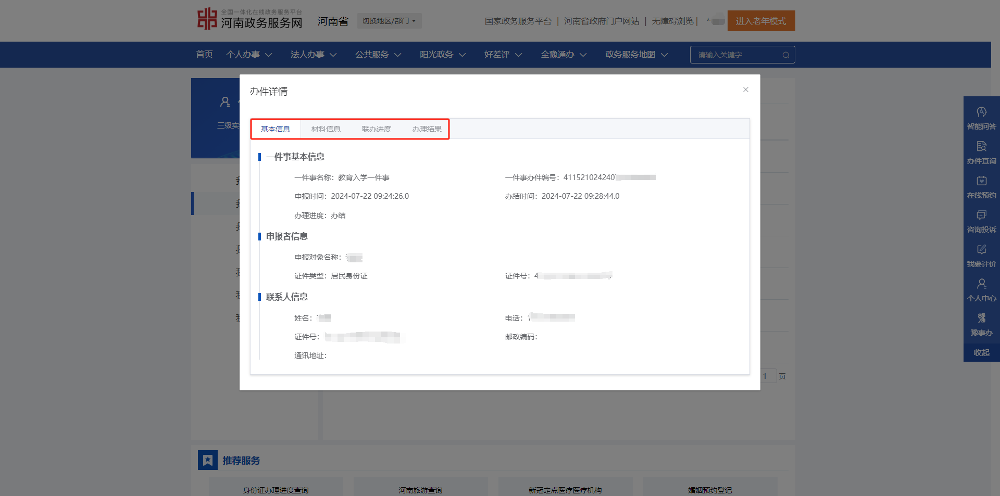 全国一体化在线政务服务平台
河南政务服务网
河南省
切换地区/部门
国家政务服务平台 | 河南省政府门户网站 | 无障碍浏览 |
进入老年模式
首页 个人办事 法人办事 公共服务 阳光政务 好差评 全豫通办 政务服务地图
请输入关键字
三级实
办件详情
基本信息 材料信息 联办进度 办理结果
一件事基本信息
一件事名称：教育入学一件事
一件事办件编号：411521024240
申报时间：2024-07-22 09:24:26.0
办结时间：2024-07-22 09:28:44.0
办理进度：办结
申报者信息
申报对象名称：
证件类型：居民身份证
证件号：4
联系人信息
姓名：
电话：1
证件号：
邮政编码：
通讯地址：
1 页
智能问答
办件查询
在线预约
咨询投诉
我要评价
个人中心
豫事办
收起
推荐服务
身份证办理进度查询
河南旅游查询
新冠定点医疗医疗机构
婚姻预约登记